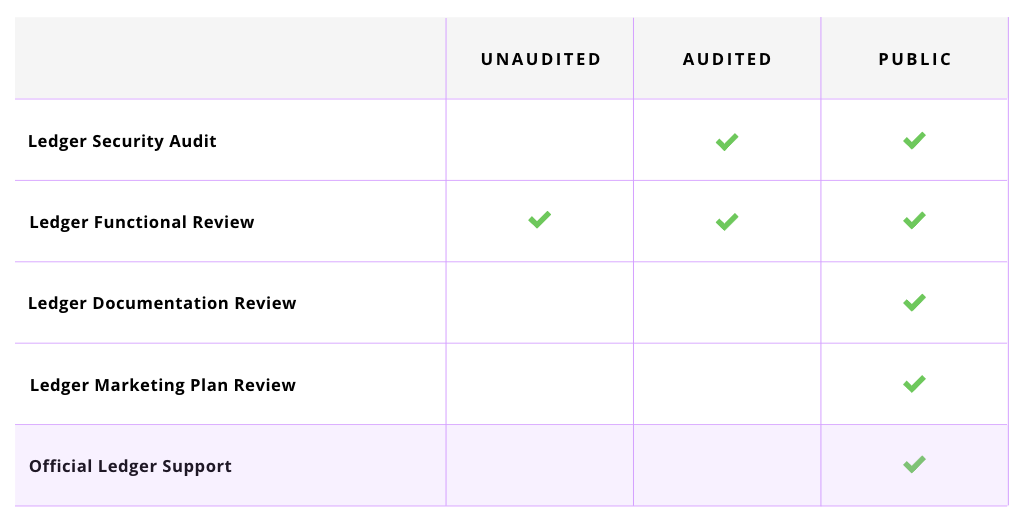 UNAUDITED AUDITED PUBLIC
Ledger Security Audit
Ledger Functional Review
Ledger Documentation Review
Ledger Marketing Plan Review
Official Ledger Support